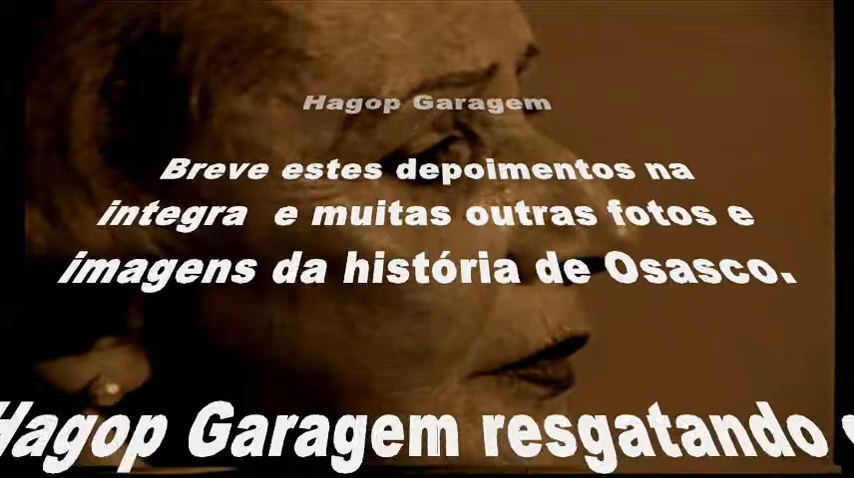 Hagop Garagem
Breve estes depoimentos na
integra e muitas outras fotos e
imagens da história de Osasco.
Hagop Garagem resgatando